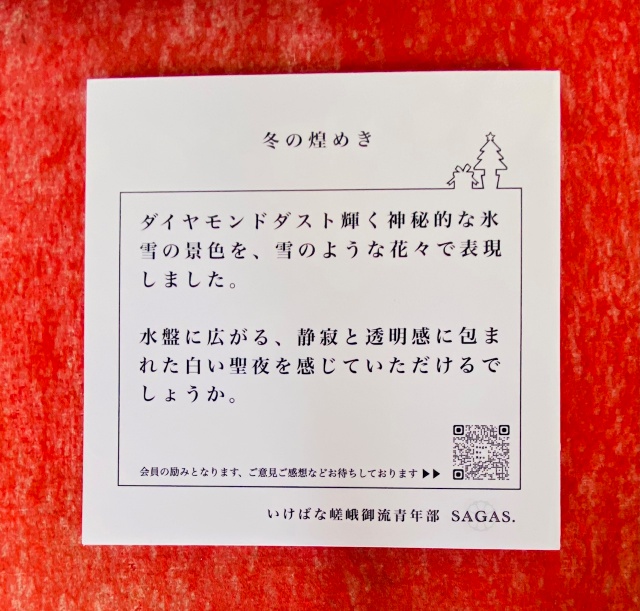 冬の煌めき
ダイヤモンドダスト輝く神秘的な氷
雪の景色を、雪のような花々で表現
しました。
水盤に広がる、静寂と透明感に包ま
れた白い聖夜を感じていただけるで
しょうか。
会員の励みとなります、ご意見ご感想などお待ちしております ▶▶
いけばな嵯峨御流青年部 SAGAS.